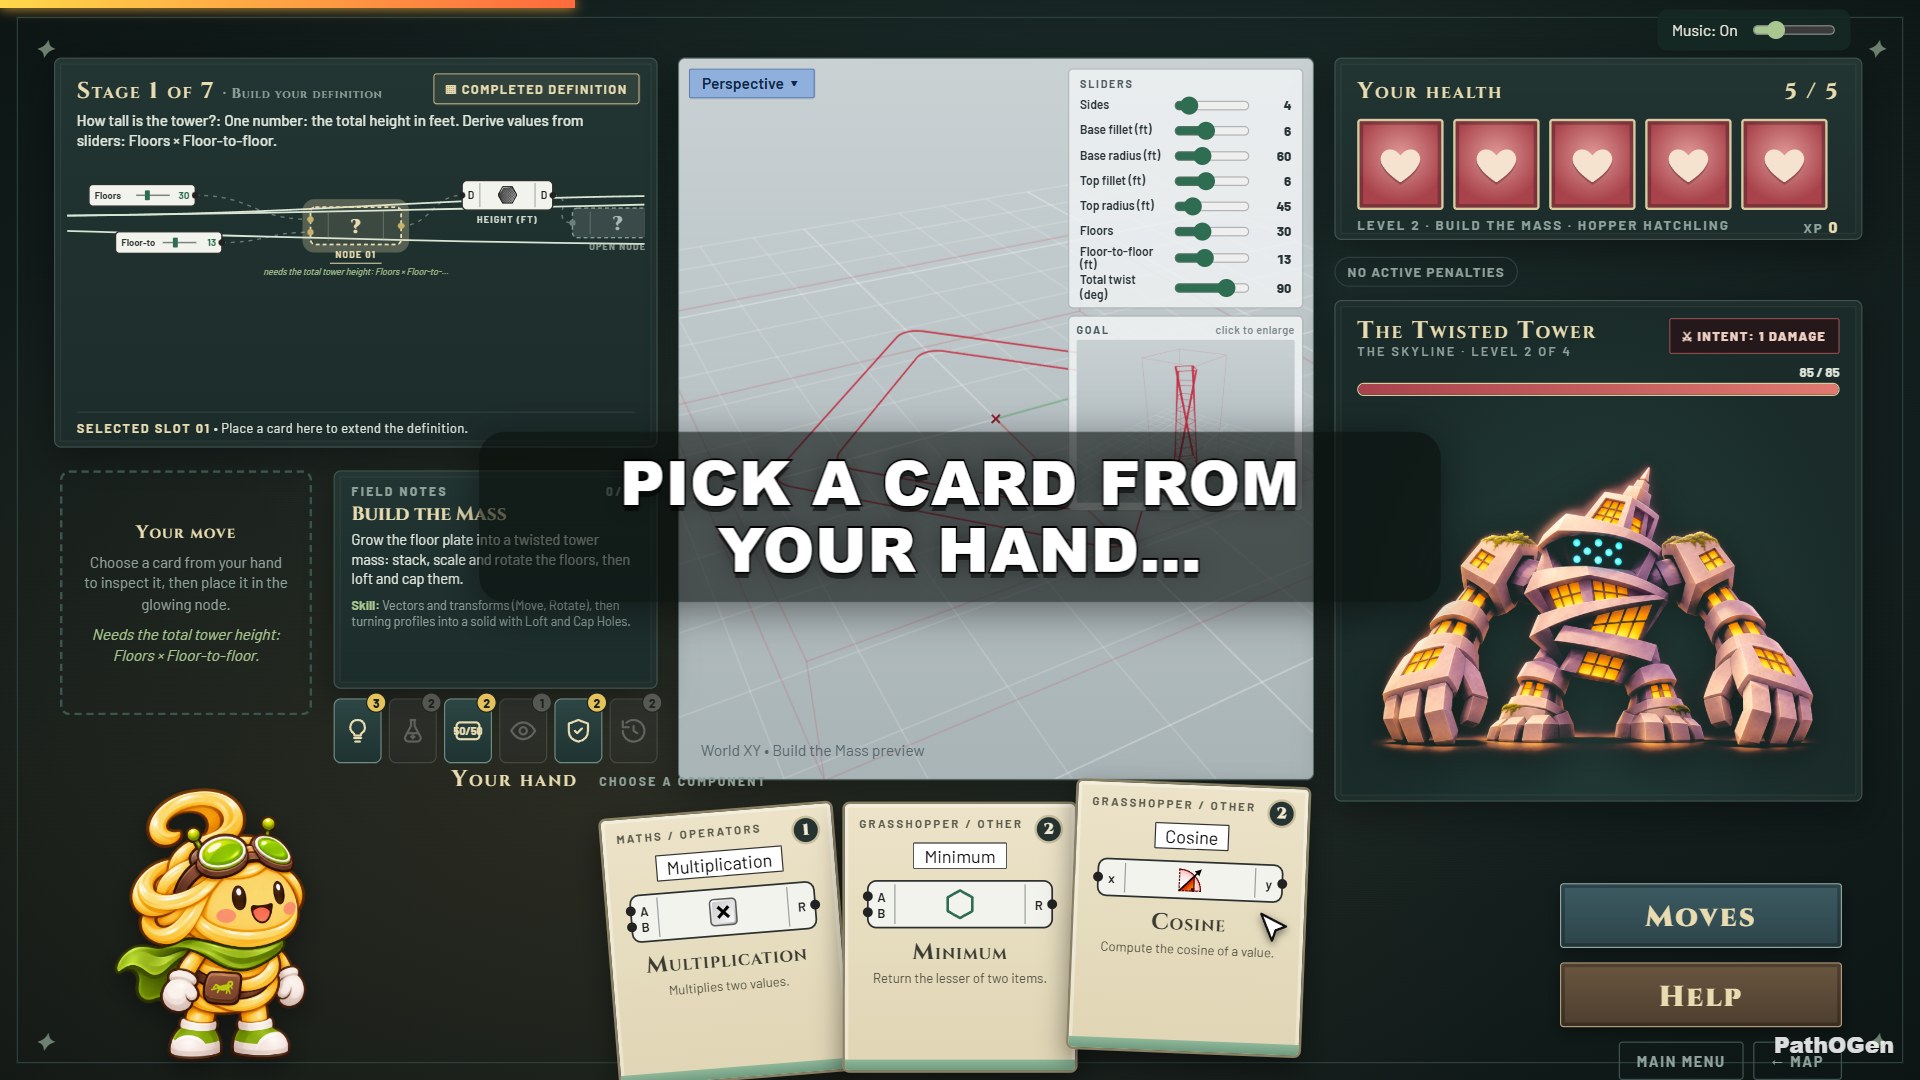 Music: On
Stage 1 of 7 · Build your definition
COMPLETED DEFINITION
How tall is the tower?: One number: the total height in feet. Derive values from
sliders: Floors × Floor-to-floor.
Floors 30
Floor-to 13
?
NODE 01
needs the total tower height: Floors × Floor-to-...
D D
HEIGHT (FT)
?
OPEN NODE
SELECTED SLOT 01 • Place a card here to extend the definition.
Your move
Choose a card from your hand
to inspect it, then place it in the
glowing node.
Needs the total tower height:
Floors × Floor-to-floor.
FIELD NOTES
Build the Mass
Grow the floor plate into a twisted tower
mass: stack, scale and rotate the floors, then
loft and cap them.
Skill: Vectors and transforms (Move, Rotate), then
turning profiles into a solid with Loft and Cap Holes.
3
2
50/50 2
1
2
2
Perspective ▼
SLIDERS
Sides 4
Base fillet (ft) 6
Base radius (ft) 60
Top fillet (ft) 6
Top radius (ft) 45
Floors 30
Floor-to-floor
(ft) 13
Total twist
(deg) 90
GOAL click to enlarge
PICK A CARD FROM
YOUR HAND...
World XY • Build the Mass preview
Your health 5 / 5
LEVEL 2 · BUILD THE MASS · HOPPER HATCHLING XP 0
NO ACTIVE PENALTIES
The Twisted Tower
THE SKYLINE · LEVEL 2 OF 4
INTENT: 1 DAMAGE
85 / 85
Your hand CHOOSE A COMPONENT
MATHS / OPERATORS 1
Multiplication
A
B
R
Multiplication
Multiplies two values.
GRASSHOPPER / OTHER 2
Minimum
A
B
R
Minimum
Return the lesser of two items.
GRASSHOPPER / OTHER 2
Cosine
x y
Cosine
Compute the cosine of a value.
Moves
Help
MAIN MENU
← MAP
PathOGen